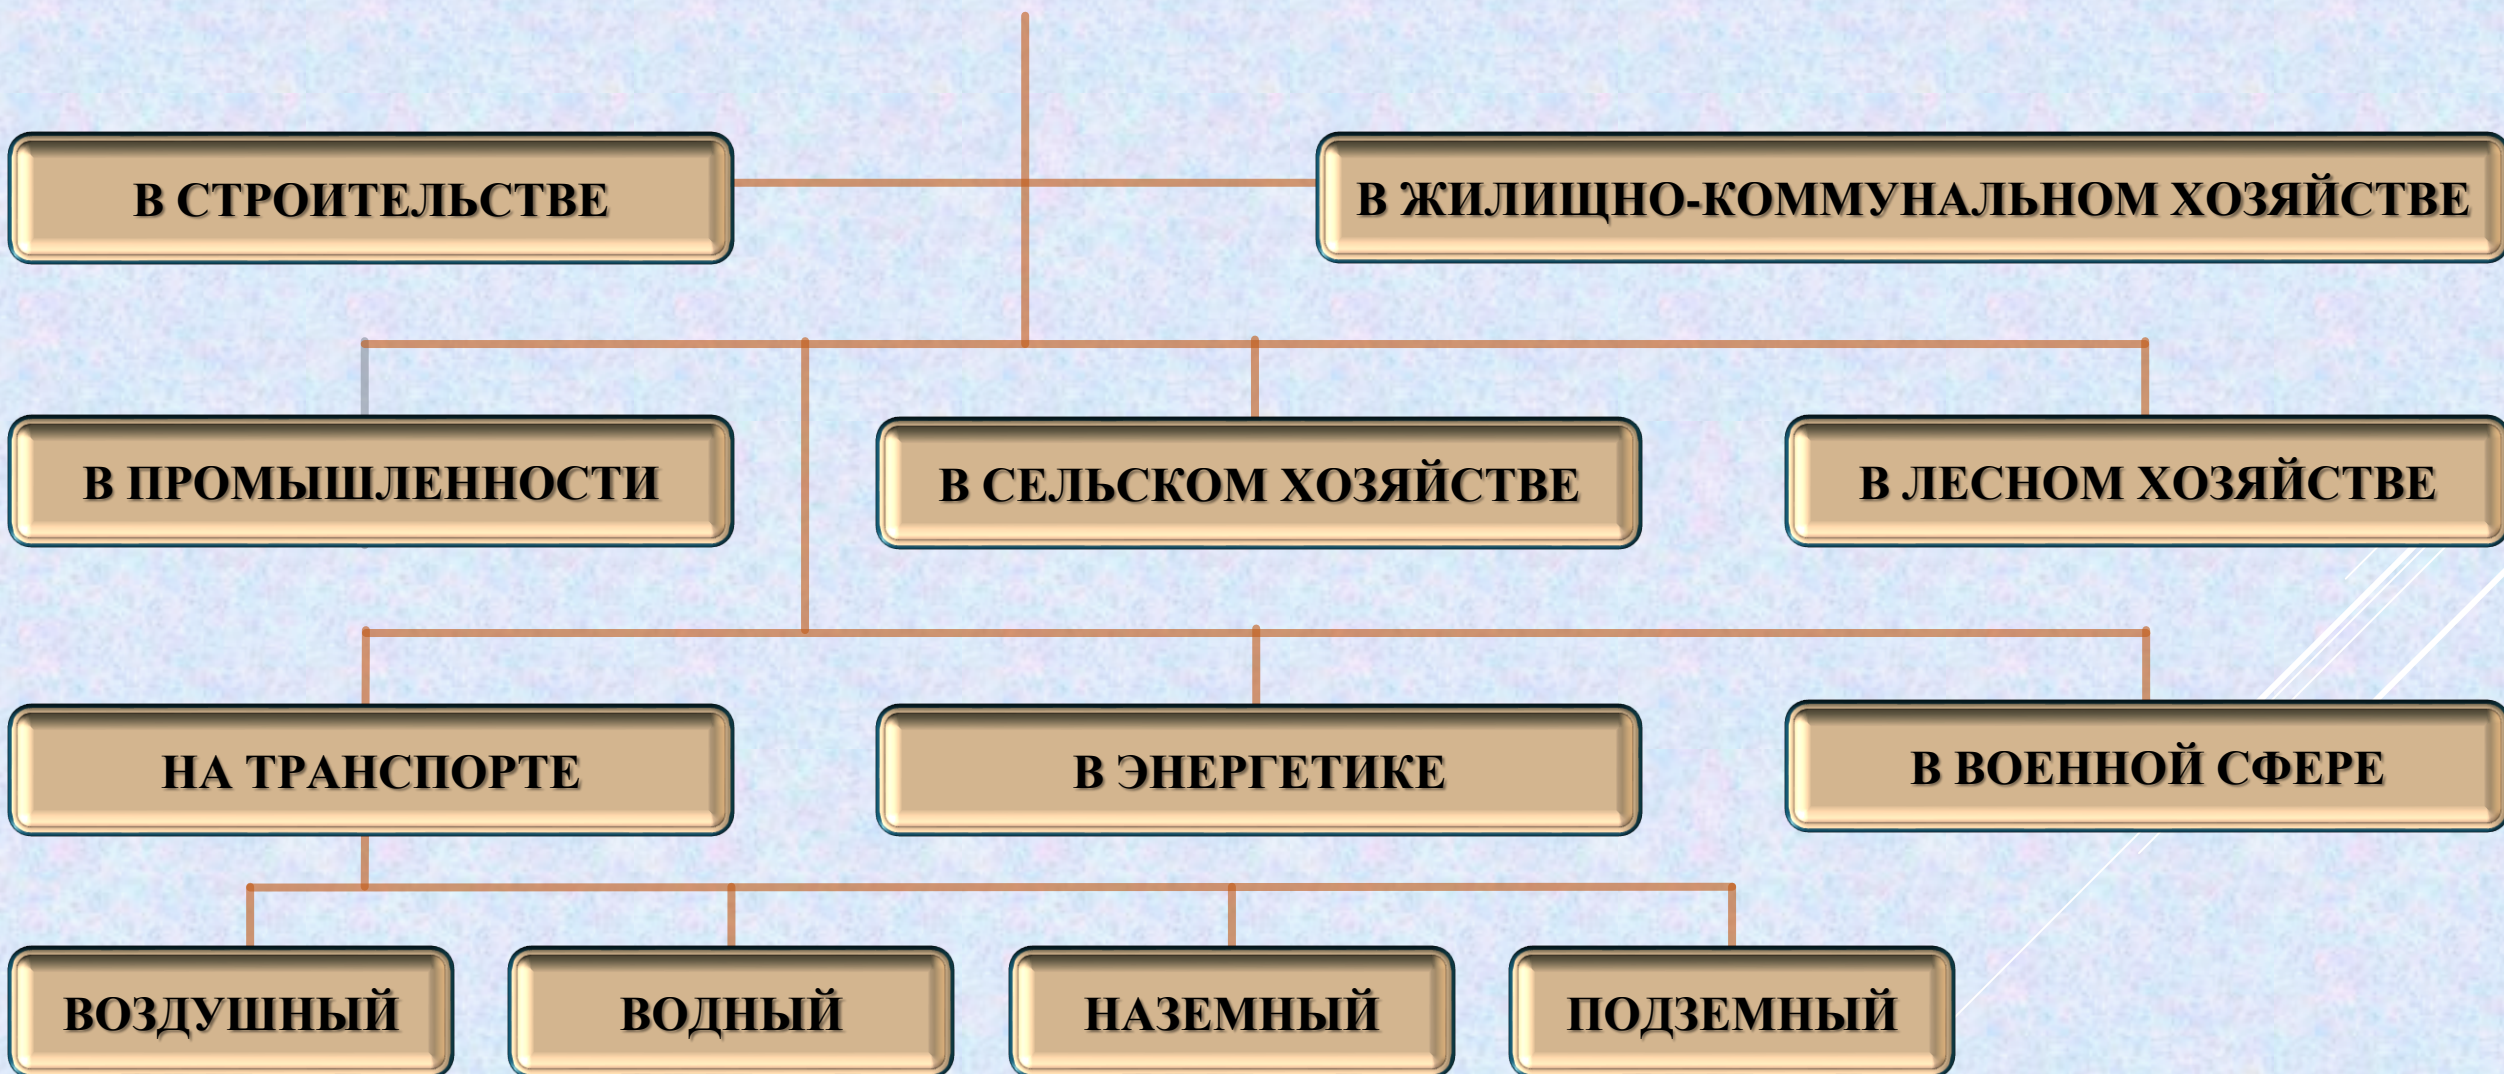 В СТРОИТЕЛЬСТВЕ
В ЖИЛИЩНО-КОММУНАЛЬНОМ ХОЗЯЙСТВЕ
В ПРОМЫШЛЕННОСТИ
В СЕЛЬСКОМ ХОЗЯЙСТВЕ
В ЛЕСНОМ ХОЗЯЙСТВЕ
НА ТРАНСПОРТЕ
В ЭНЕРГЕТИКЕ
В ВОЕННОЙ СФЕРЕ
ВОЗДУШНЫЙ
ВОДНЫЙ
НАЗЕМНЫЙ
ПОДЗЕМНЫЙ